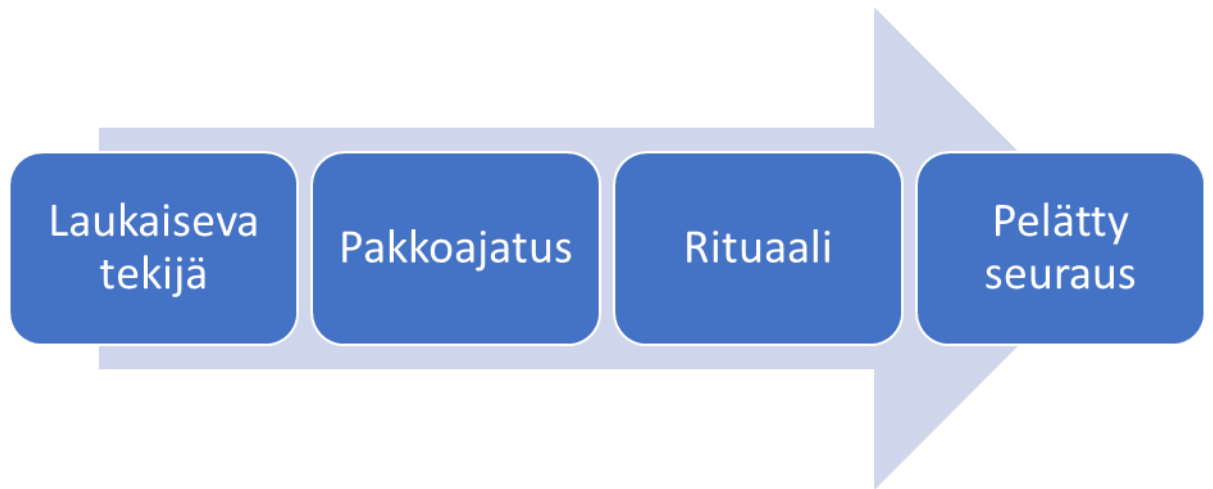 Laukaiseva
tekijä
Pakkoajatus
Rituaali
Pelätty
seuraus